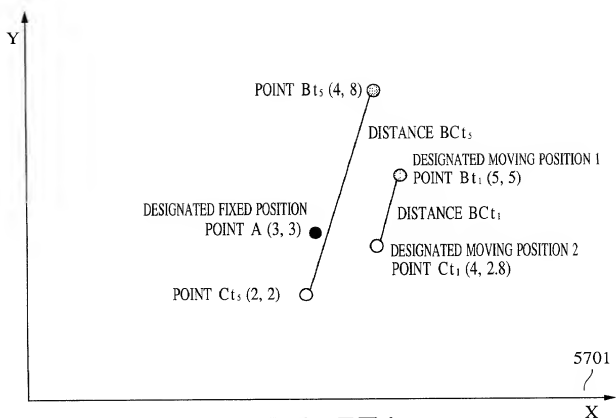 Y
POINT Bt₅ (4, 8)
DISTANCE BCt₅
DESIGNATED MOVING POSITION 1
POINT Bt₁ (5, 5)
DESIGNATED FIXED POSITION
POINT A (3, 3)
DISTANCE BCt₁
DESIGNATED MOVING POSITION 2
POINT Ct₁ (4, 2.8)
POINT Ct₅ (2, 2)
5701
X